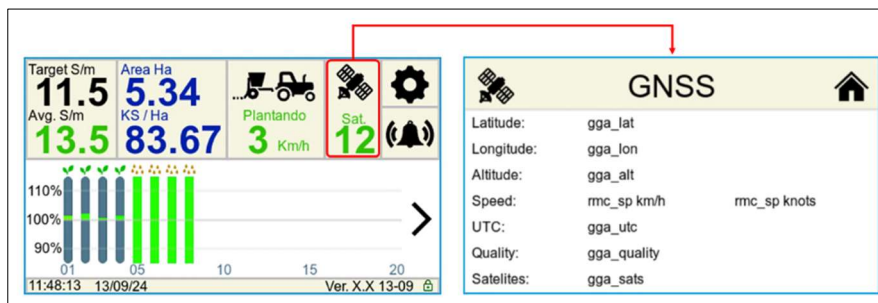 Target S/m
11.5
Area Ha
5.34
Avg. S/m
13.5
KS / Ha
83.67
Plantando
3 Km/h
Sat.
12
110%
100%
90%
01 05 10 15 20
11:48:13 13/09/24 Ver. X.X 13-09
GNSS
Latitude: gga_lat
Longitude: gga_lon
Altitude: gga_alt
Speed: rmc_sp km/h rmc_sp knots
UTC: gga_utc
Quality: gga_quality
Satelites: gga_sats